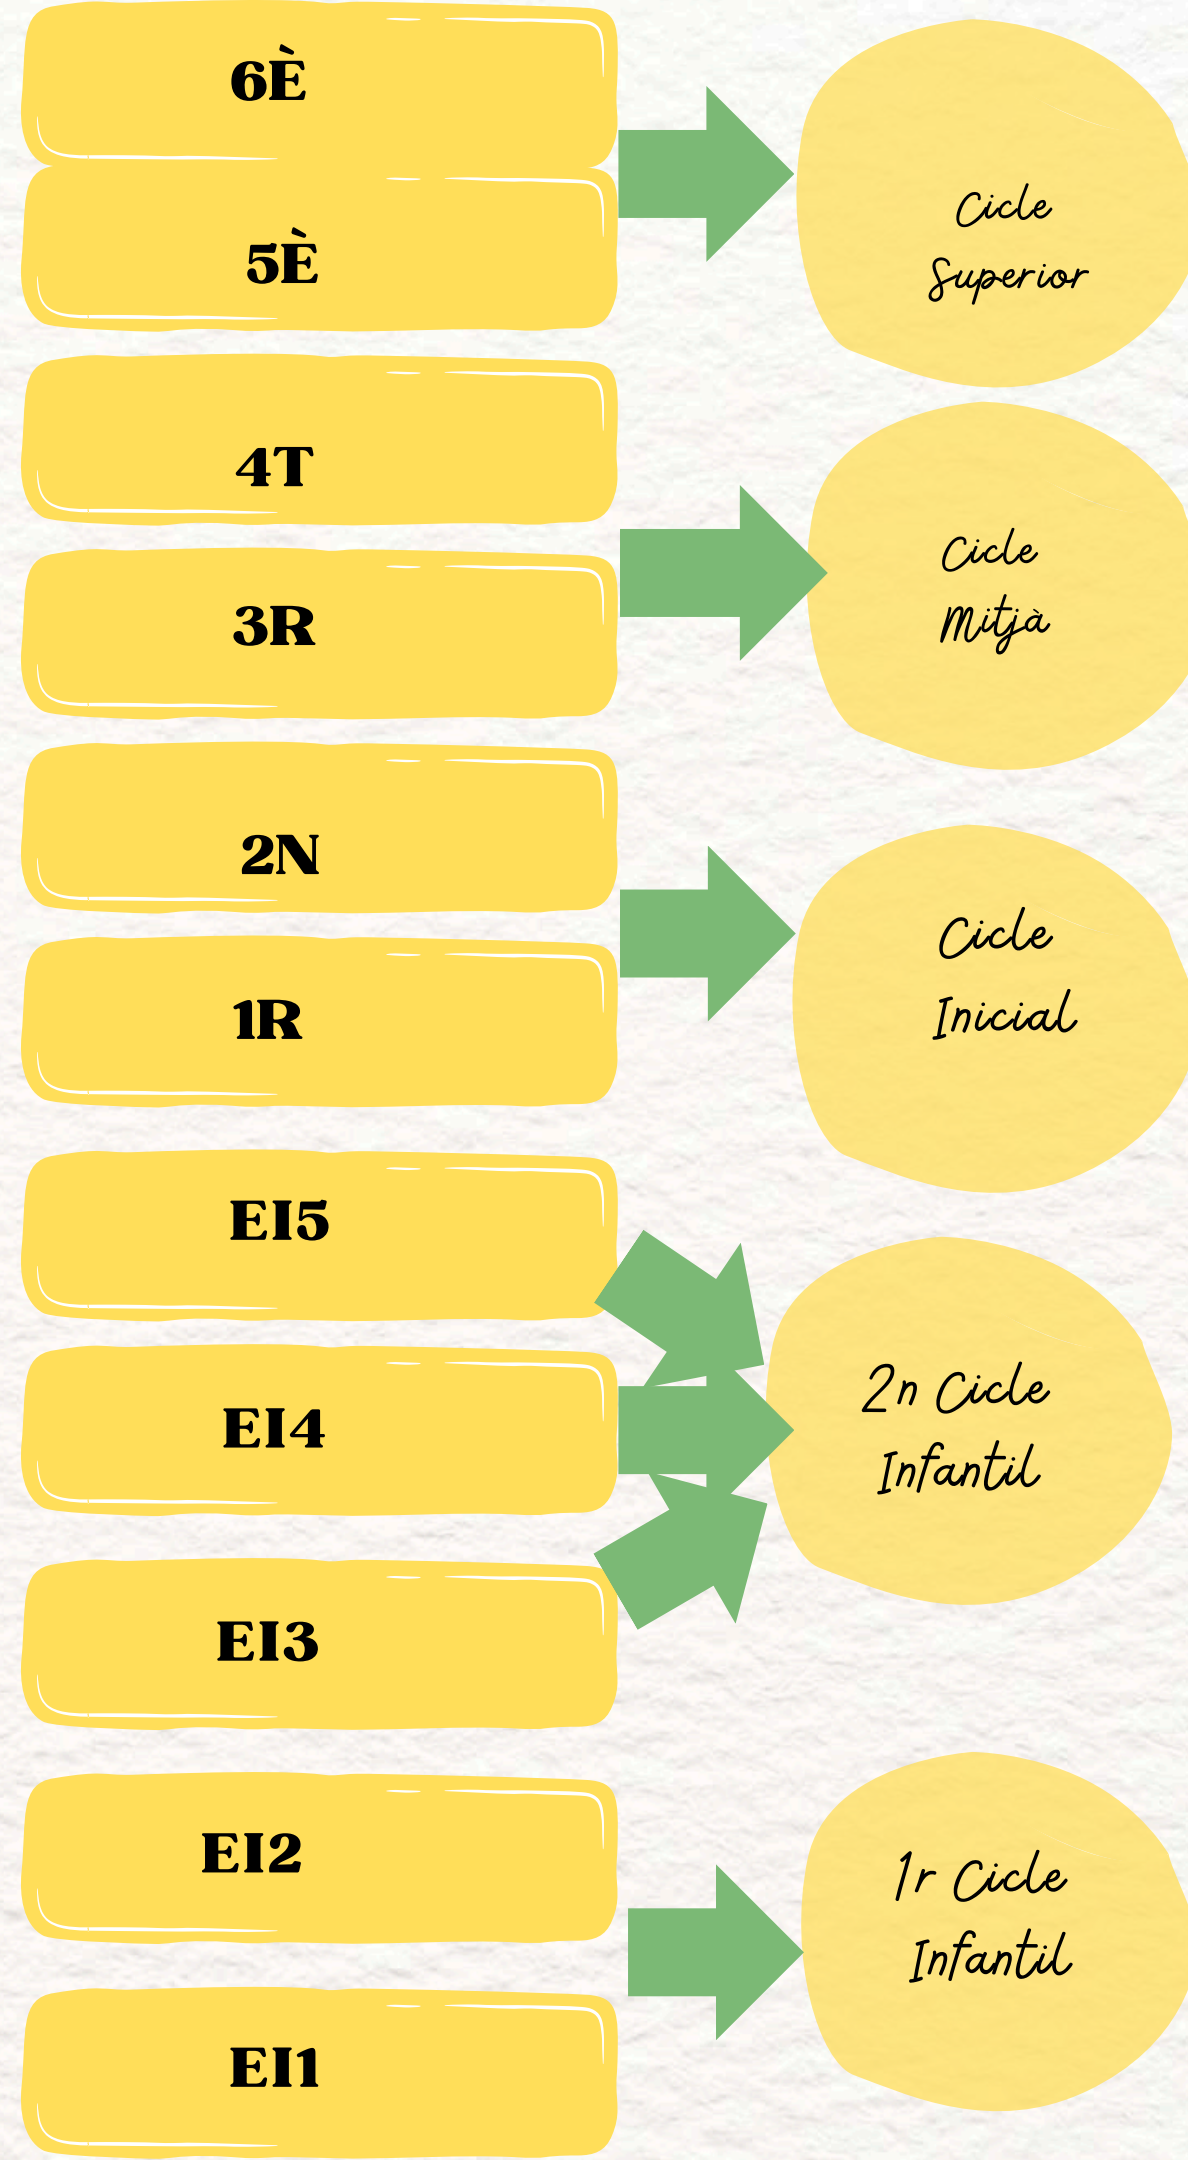 6È
5È
Cicle
Superior
4T
3R
Cicle
Mitjà
2N
1R
Cicle
Inicial
EI5
EI4
EI3
2n Cicle
Infantil
EI2
EI1
1r Cicle
Infantil